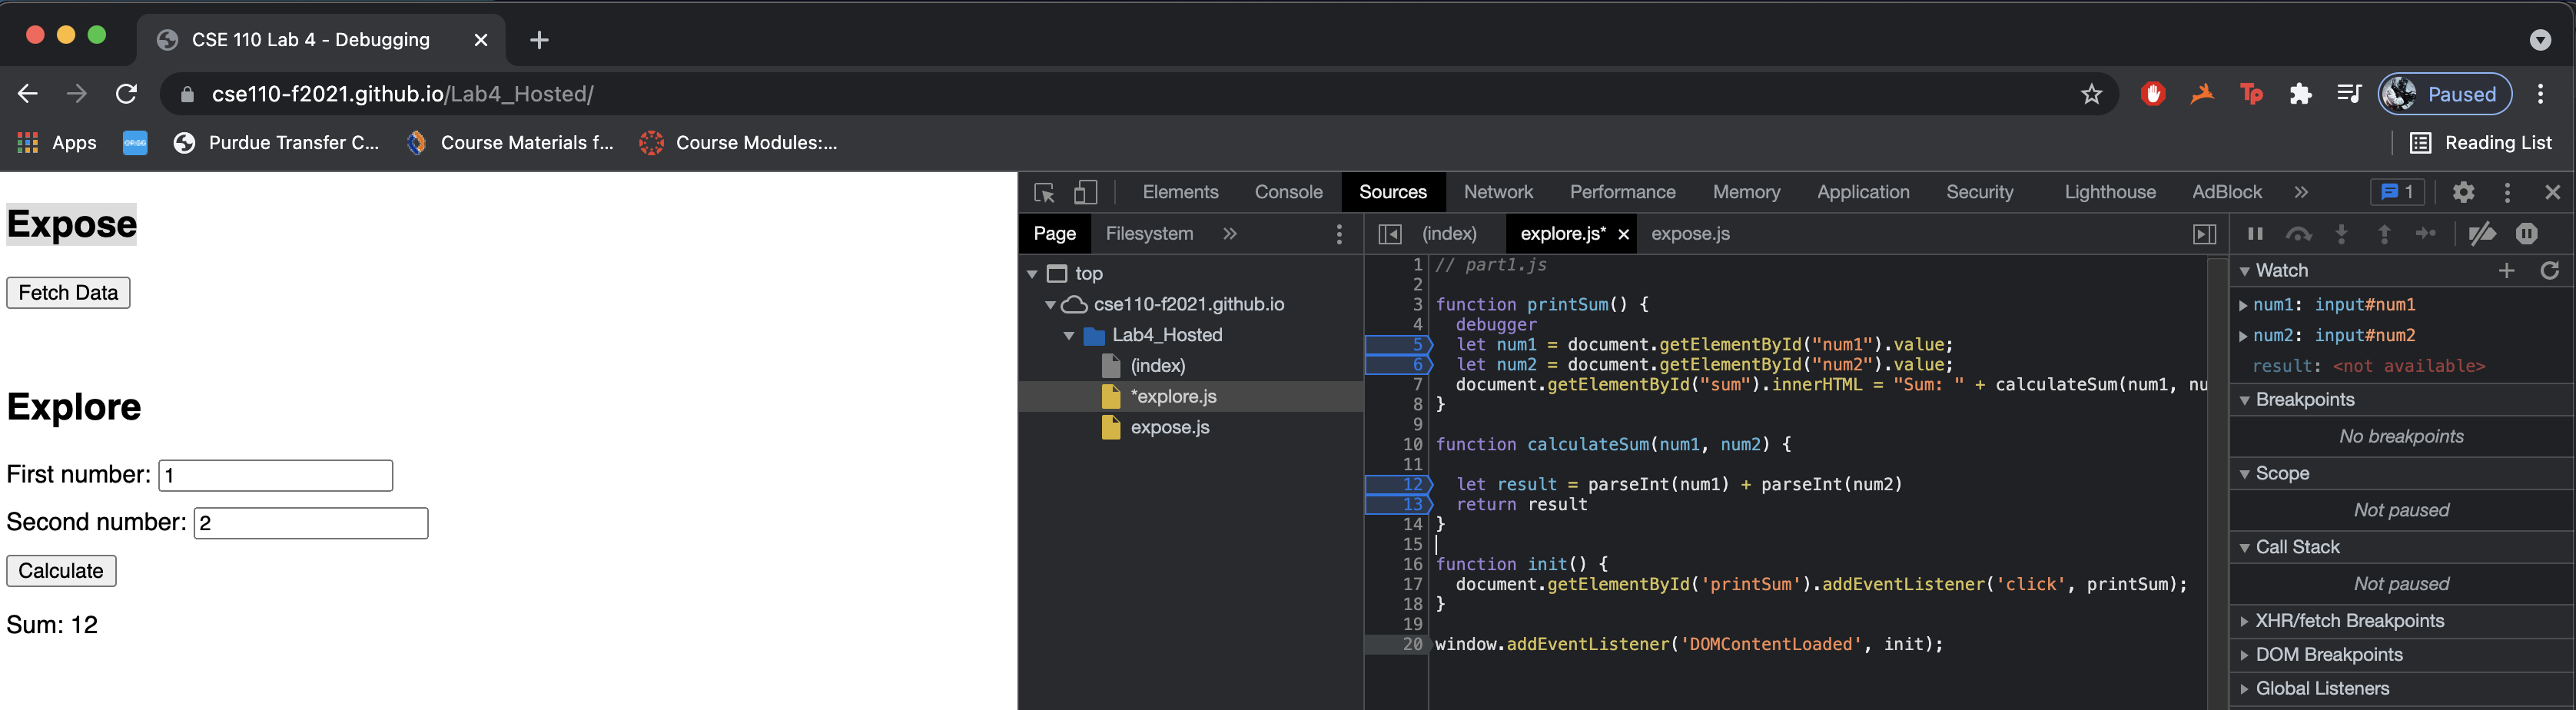 CSE 110 Lab 4 - Debugging
cse110-f2021.github.io/Lab4_Hosted/
Tp
Paused
Apps
Purdue Transfer C...
Course Materials f...
Course Modules:...
Reading List
Expose
Fetch Data
Explore
First number: 1
Second number: 2
Calculate
Sum: 12
Elements Console Sources Network Performance Memory Application Security Lighthouse AdBlock » 1
Page Filesystem »
top
cse110-f2021.github.io
Lab4_Hosted
(index)
*explore.js
expose.js
(index) explore.js* expose.js
1 // part1.js
2
3 function printSum() {
4 debugger
5 let num1 = document.getElementById("num1").value;
6 let num2 = document.getElementById("num2").value;
7 document.getElementById("sum").innerHTML = "Sum: " + calculateSum(num1, nu
8 }
9
10 function calculateSum(num1, num2) {
11
12 let result = parseInt(num1) + parseInt(num2)
13 return result
14 }
15
16 function init() {
17 document.getElementById('printSum').addEventListener('click', printSum);
18 }
19
20 window.addEventListener('DOMContentLoaded', init);
Watch
num1: input#num1
num2: input#num2
result: <not available>
Breakpoints
No breakpoints
Scope
Not paused
Call Stack
Not paused
XHR/fetch Breakpoints
DOM Breakpoints
Global Listeners